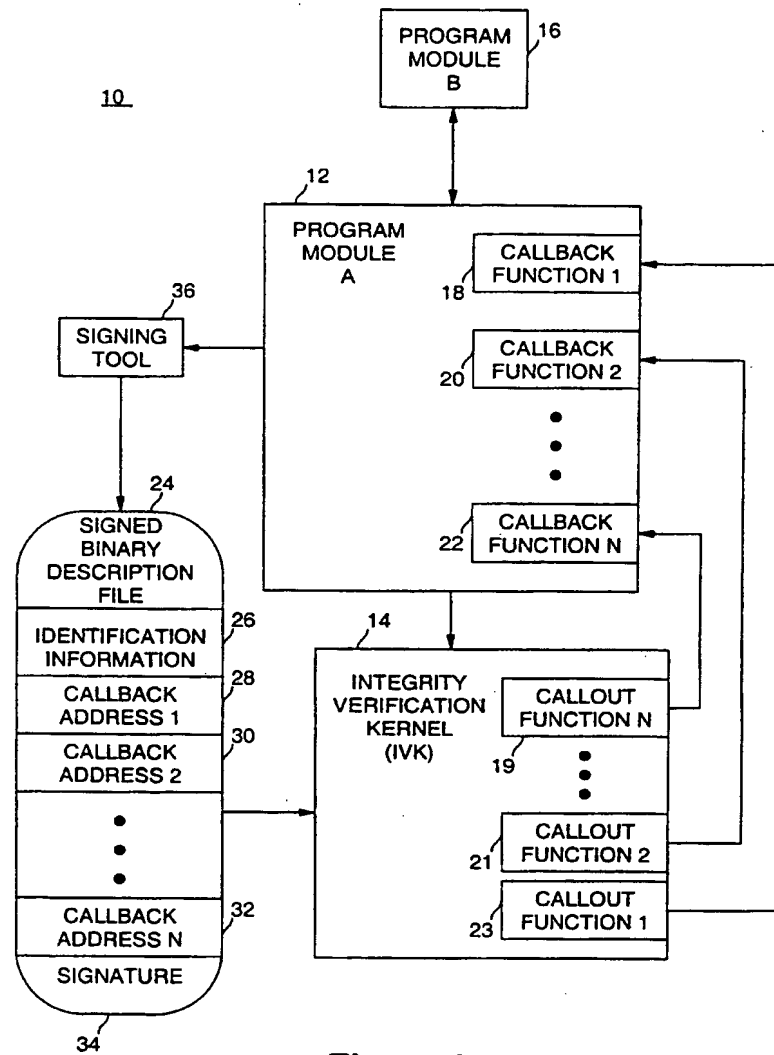 PROGRAM
MODULE
B
16
10
12
PROGRAM
MODULE
A
CALLBACK
FUNCTION 1
18
36
SIGNING
TOOL
CALLBACK
FUNCTION 2
20
CALLBACK
FUNCTION N
22
24
SIGNED
BINARY
DESCRIPTION
FILE
26
IDENTIFICATION
INFORMATION
28
CALLBACK
ADDRESS 1
30
CALLBACK
ADDRESS 2
32
CALLBACK
ADDRESS N
SIGNATURE
34
14
INTEGRITY
VERIFICATION
KERNEL
(IVK)
CALLOUT
FUNCTION N
19
CALLOUT
FUNCTION 2
21
CALLOUT
FUNCTION 1
23